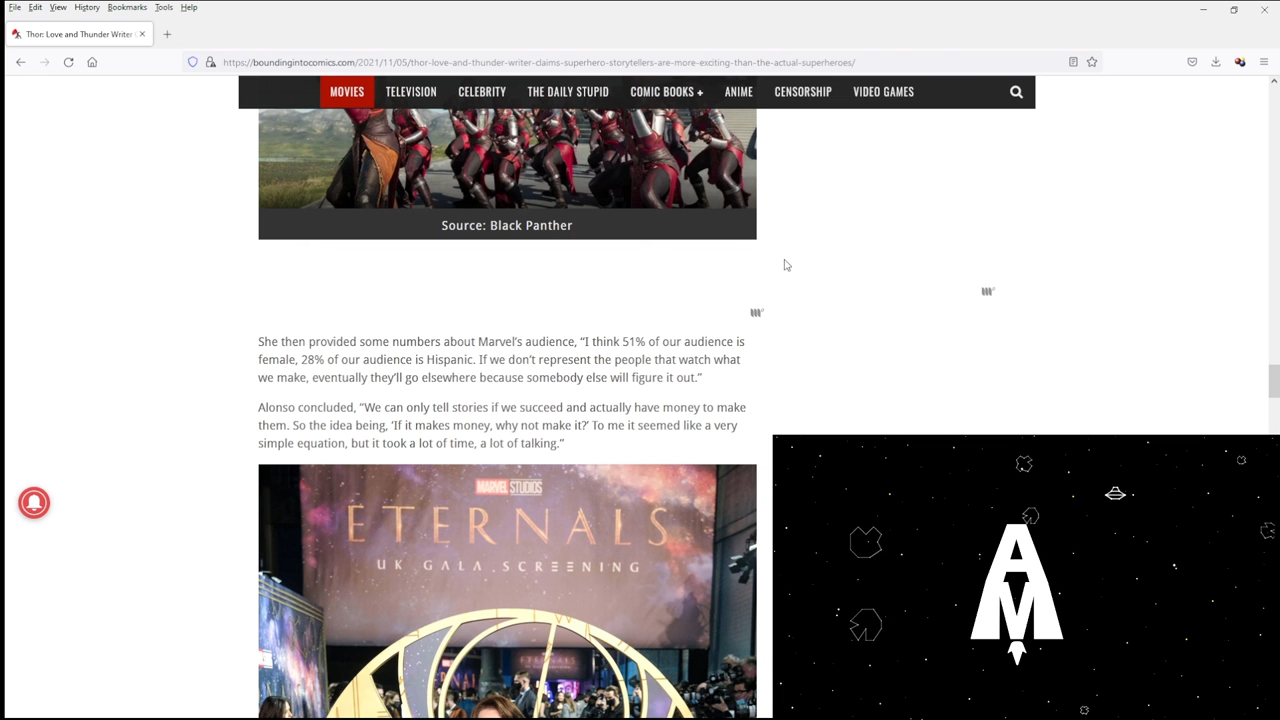 File Edit View History Bookmarks Tools Help
Thor: Love and Thunder Writer
https://boundingintocomics.com/2021/11/05/thor-love-and-thunder-writer-claims-superhero-storytellers-are-more-exciting-than-the-actual-superheroes/
MOVIES TELEVISION CELEBRITY THE DAILY STUPID COMIC BOOKS + ANIME CENSORSHIP VIDEO GAMES
Source: Black Panther
She then provided some numbers about Marvel’s audience, “I think 51% of our audience is
female, 28% of our audience is Hispanic. If we don’t represent the people that watch what
we make, eventually they’ll go elsewhere because somebody else will figure it out.”
Alonso concluded, “We can only tell stories if we succeed and actually have money to make
them. So the idea being, ‘If it makes money, why not make it?’ To me it seemed like a very
simple equation, but it took a lot of time, a lot of talking.”
MARVEL STUDIOS
ETERNALS
UK GALA SCREENING
ETERNALS
AM